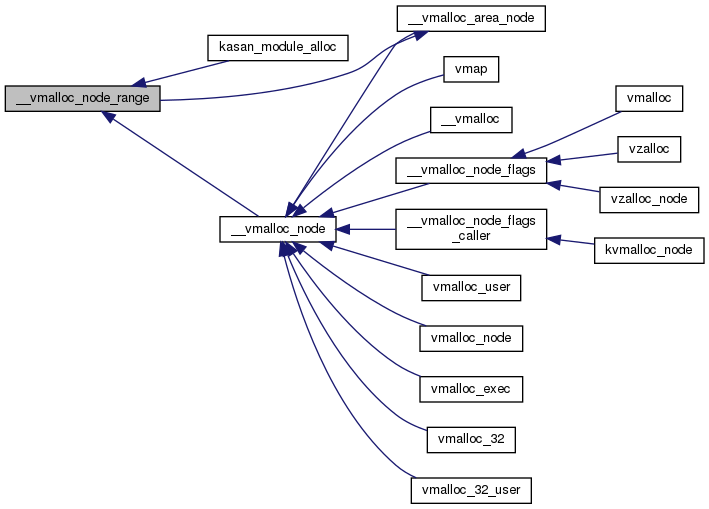 __vmalloc_area_node
kasan_module_alloc
vmap
__vmalloc_node_range
vmalloc
__vmalloc
vzalloc
__vmalloc_node_flags
vzalloc_node
__vmalloc_node
__vmalloc_node_flags
_caller
kvmalloc_node
vmalloc_user
vmalloc_node
vmalloc_exec
vmalloc_32
vmalloc_32_user